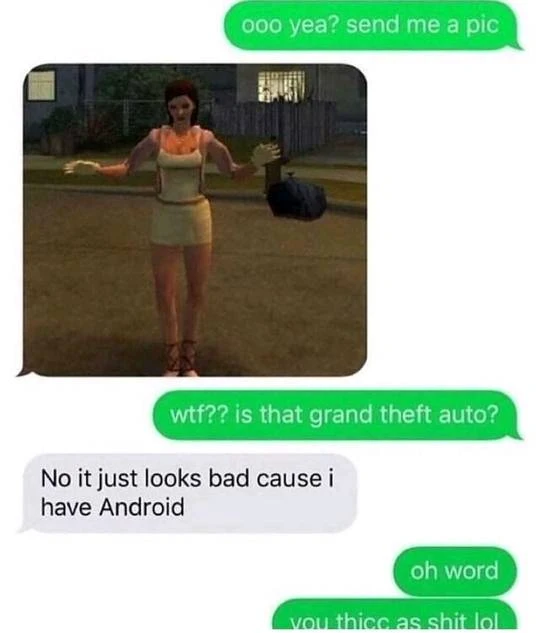 ooo yea? send me a pic
wtf?? is that grand theft auto?
No it just looks bad cause i
have Android
oh word
you thicc as shit lol